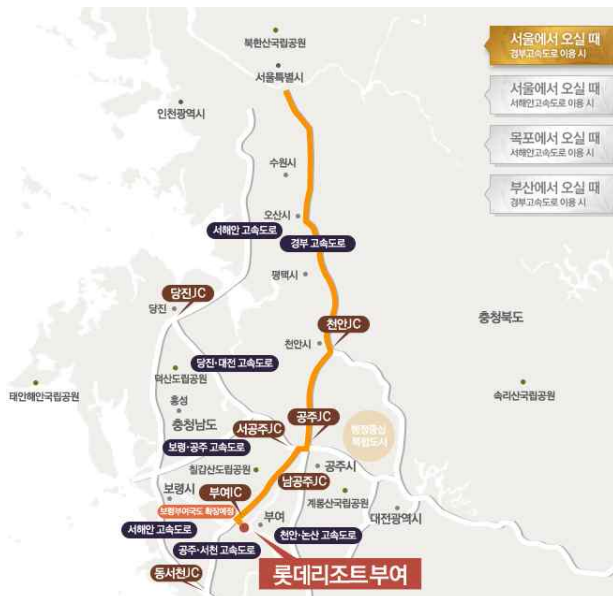 북한산국립공원
서울특별시
인천광역시
수원시
오산시
서해안 고속도로
경부 고속도로
평택시
당진JC
당진
천안JC
천안시
충청북도
당진·대전 고속도로
덕산도립공원
태안해안국립공원
속리산국립공원
홍성
충청남도
공주JC
서공주JC
행정중심
복합도시
보령·공주 고속도로
칠갑산도립공원
공주시
남공주JC
보령시
부여IC
계룡산국립공원
보령부여국도 확장예정
대전광역시
서해안 고속도로
부여
천안·논산 고속도로
공주·서천 고속도로
동서천JC
롯데리조트부여
서울에서 오실 때
경부고속도로 이용 시
서울에서 오실 때
서해안고속도로 이용 시
목포에서 오실 때
서해안고속도로 이용 시
부산에서 오실 때
경부고속도로 이용 시